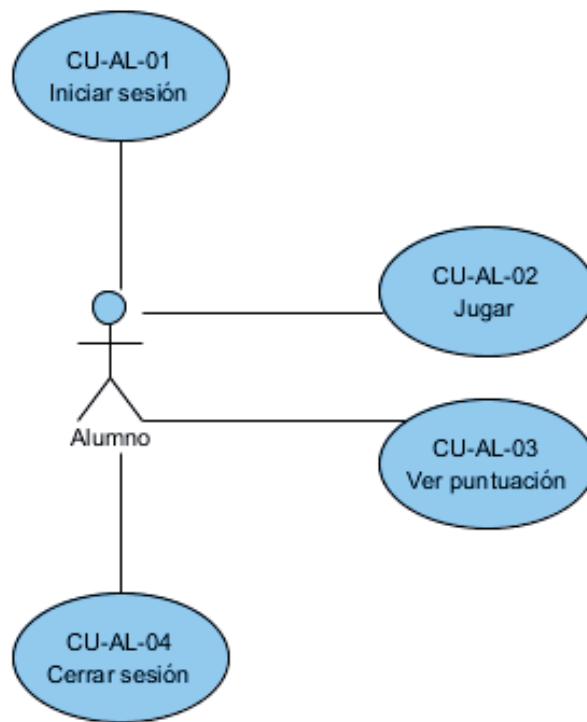 CU-AL-01
Iniciar sesión
CU-AL-02
Jugar
Alumno
CU-AL-03
Ver puntuación
CU-AL-04
Cerrar sesión